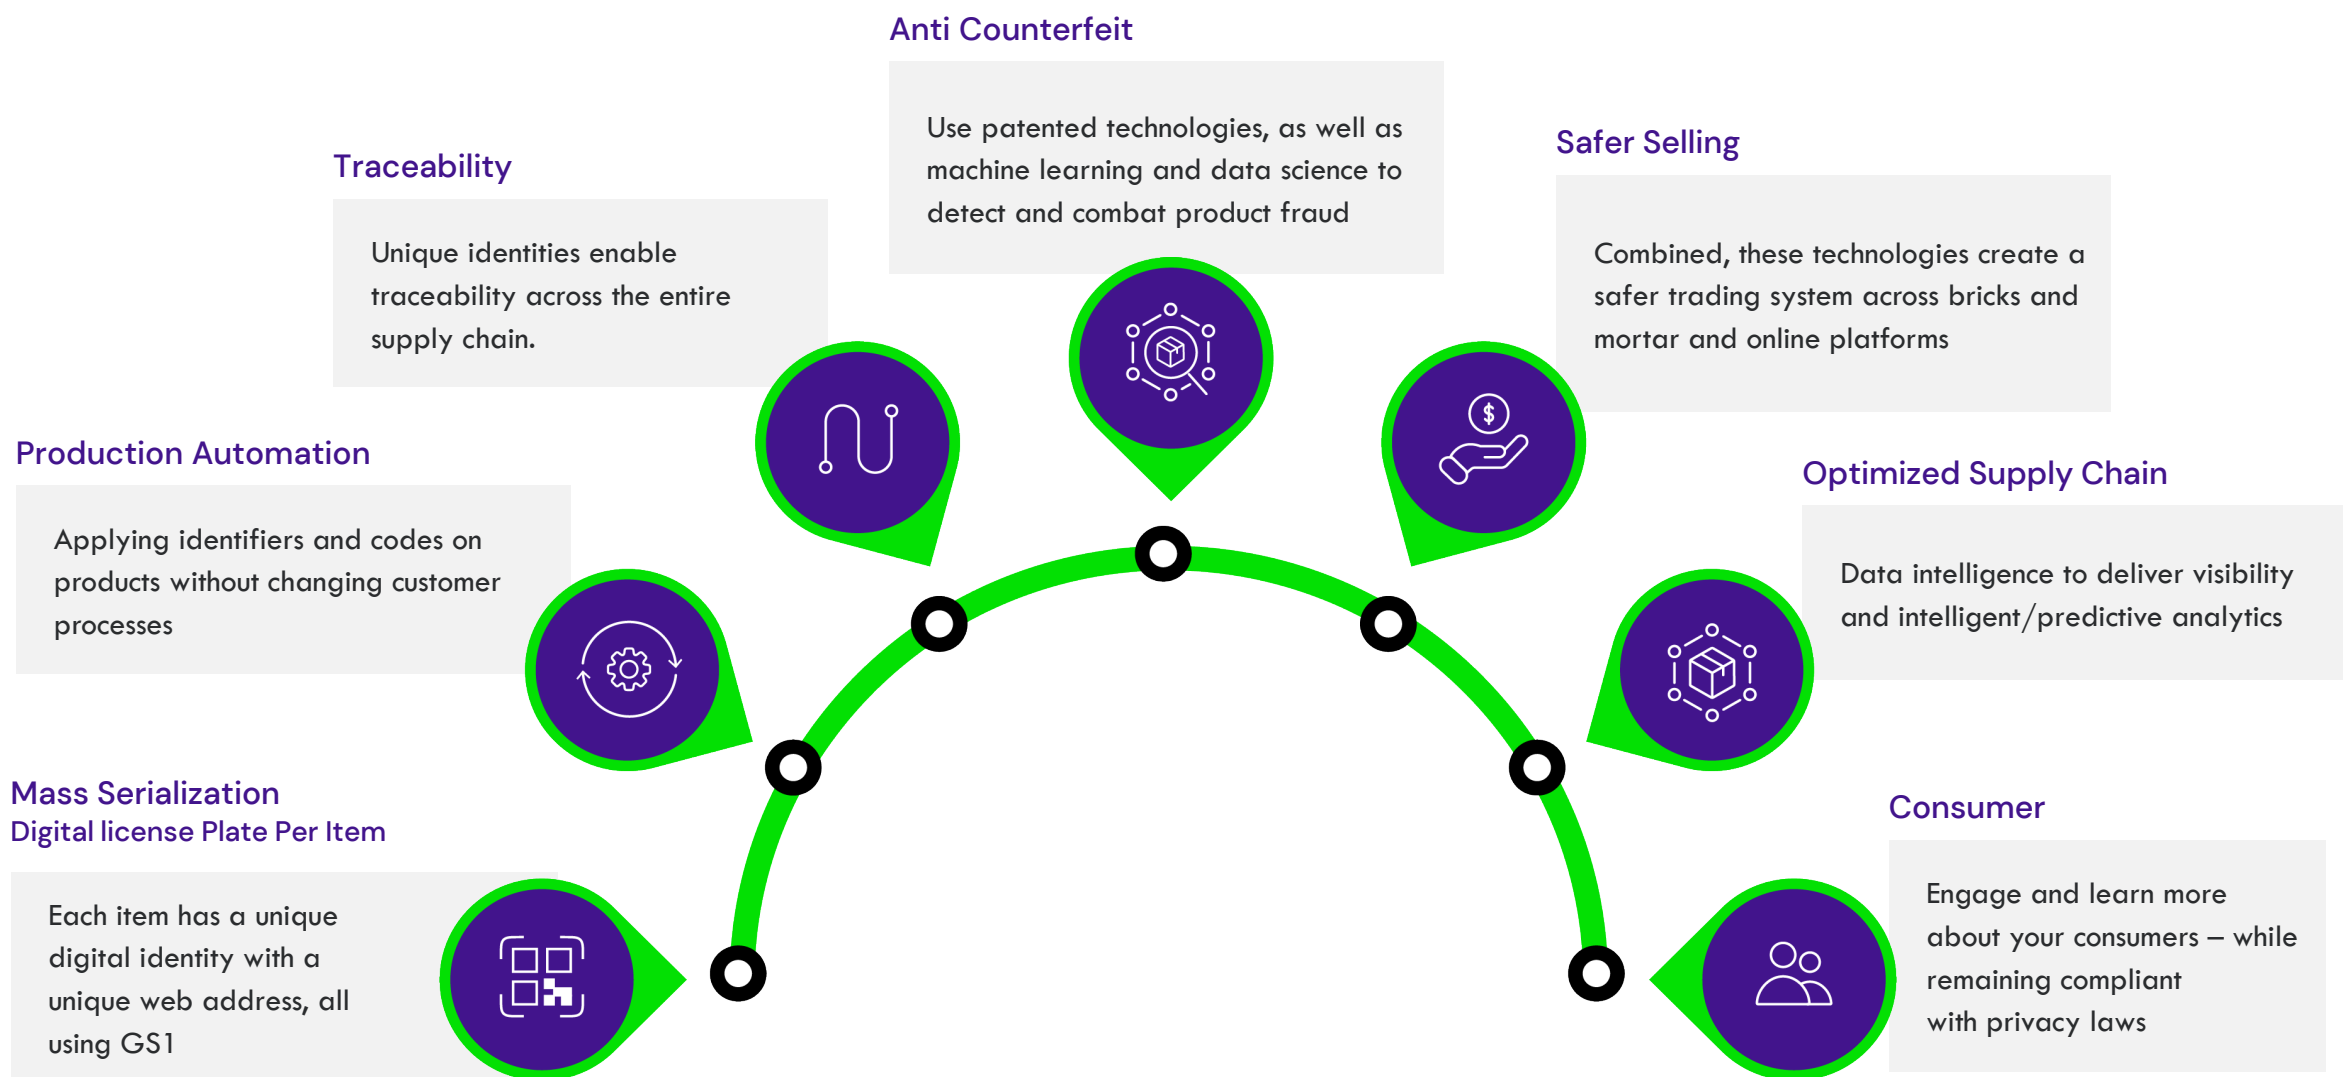 Anti Counterfeit
Use patented technologies, as well as
machine learning and data science to
detect and combat product fraud
Traceability
Unique identities enable
traceability across the entire
supply chain.
Safer Selling
Combined, these technologies create a
safer trading system across bricks and
mortar and online platforms
$
Production Automation
Applying identifiers and codes on
products without changing customer
processes
Optimized Supply Chain
Data intelligence to deliver visibility
and intelligent/predictive analytics
Mass Serialization
Digital license Plate Per Item
Each item has a unique
digital identity with a
unique web address, all
using GS1
Consumer
Engage and learn more
about your consumers – while
remaining compliant
with privacy laws